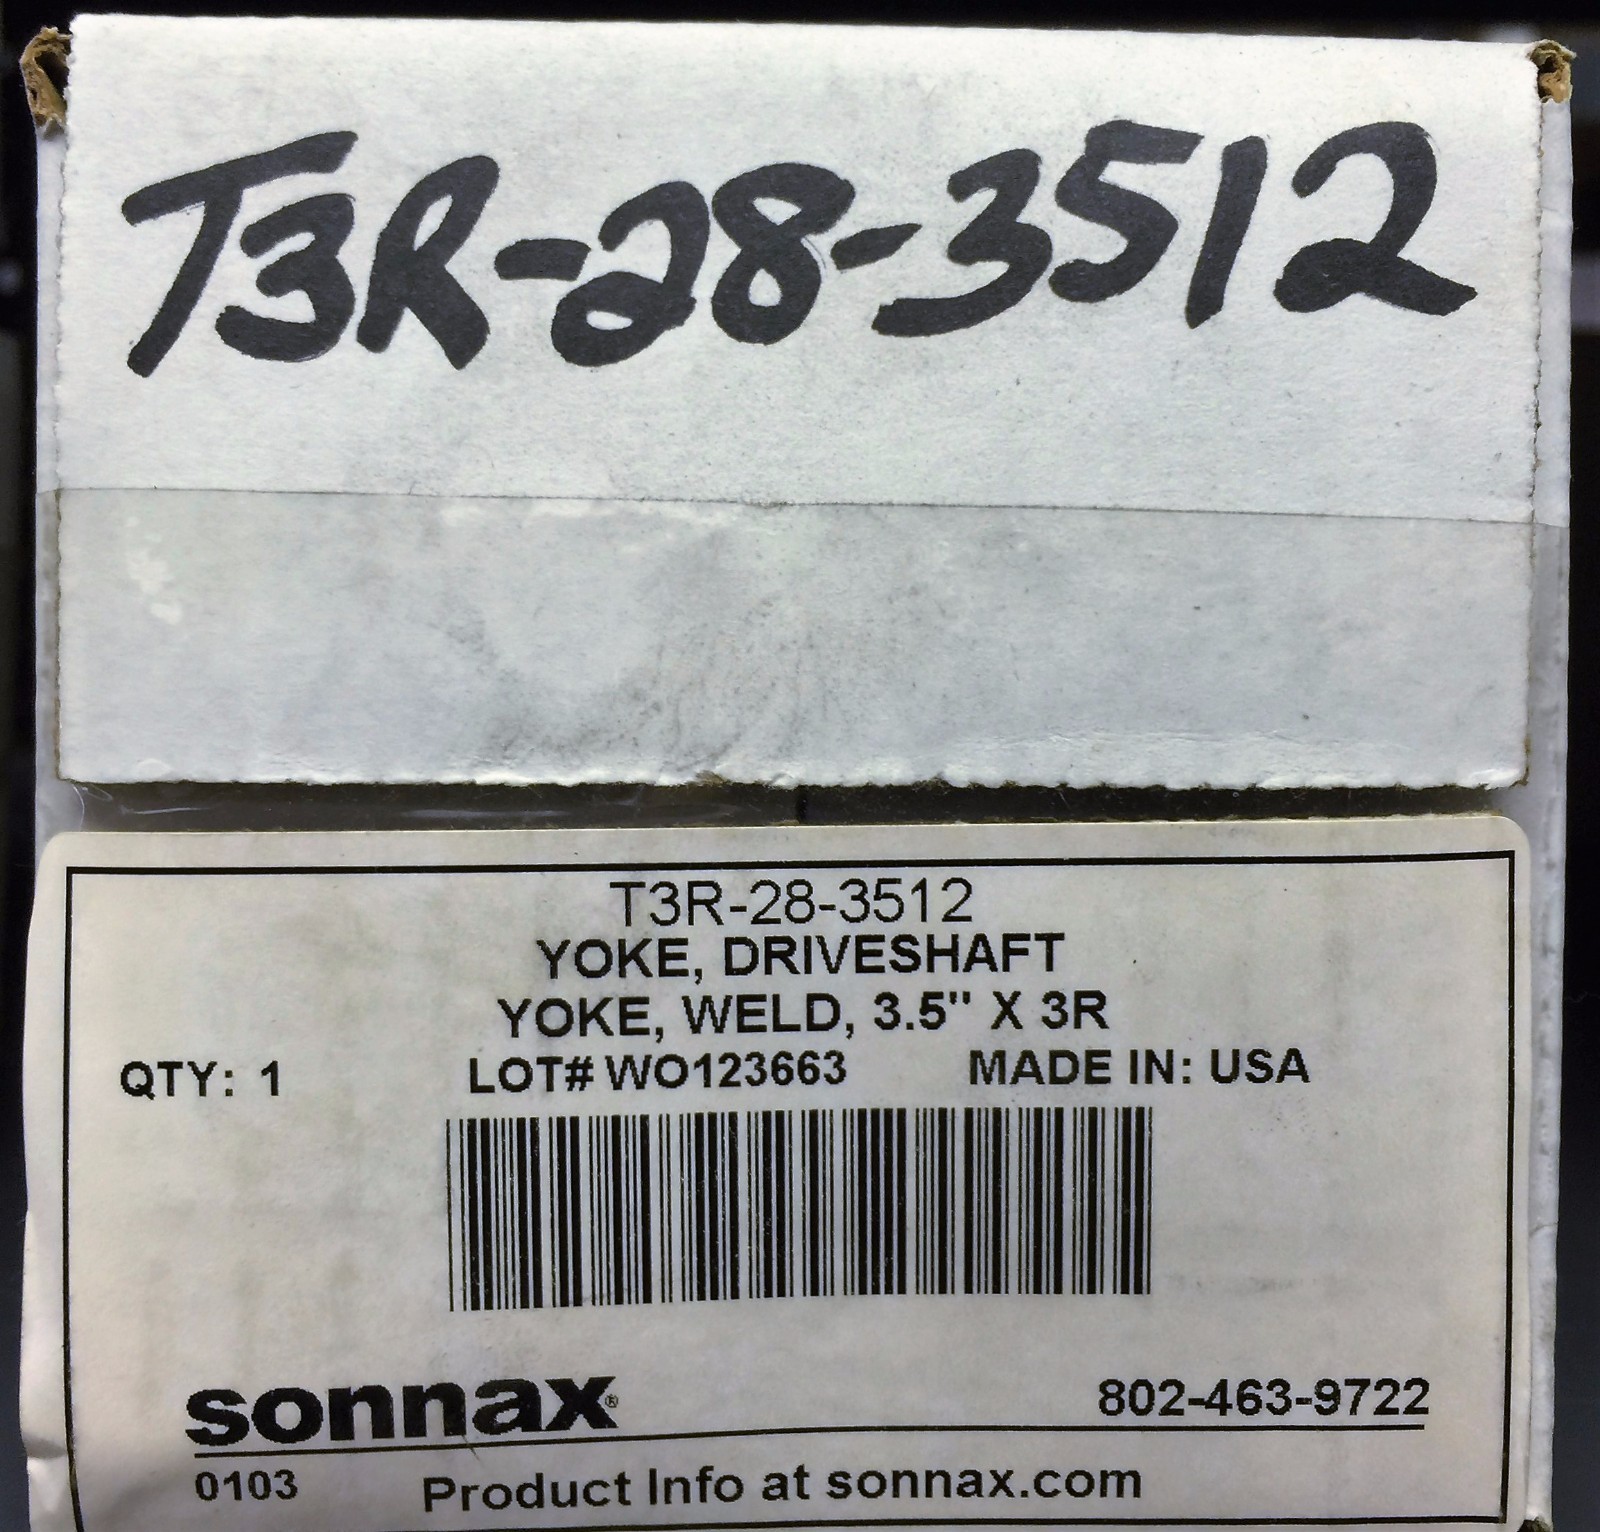 T3R-28-3512
T3R-28-3512
YOKE, DRIVESHAFT
YOKE, WELD, 3.5" X 3R
QTY: 1 LOT# WO123663 MADE IN: USA
sonnax® 802-463-9722
0103 Product Info at sonnax.com